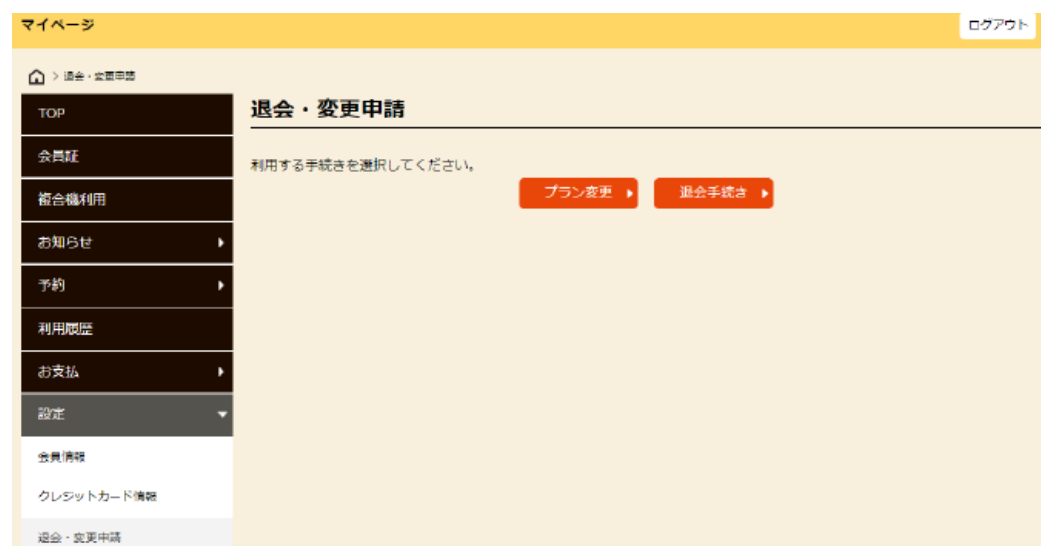 マイページ
ログアウト
> 退会・変更申請
TOP
会員証
複合機利用
お知らせ
予約
利用履歴
お支払
設定
会員情報
クレジットカード情報
退会・変更申請
退会・変更申請
利用する手続きを選択してください。
プラン変更
退会手続き